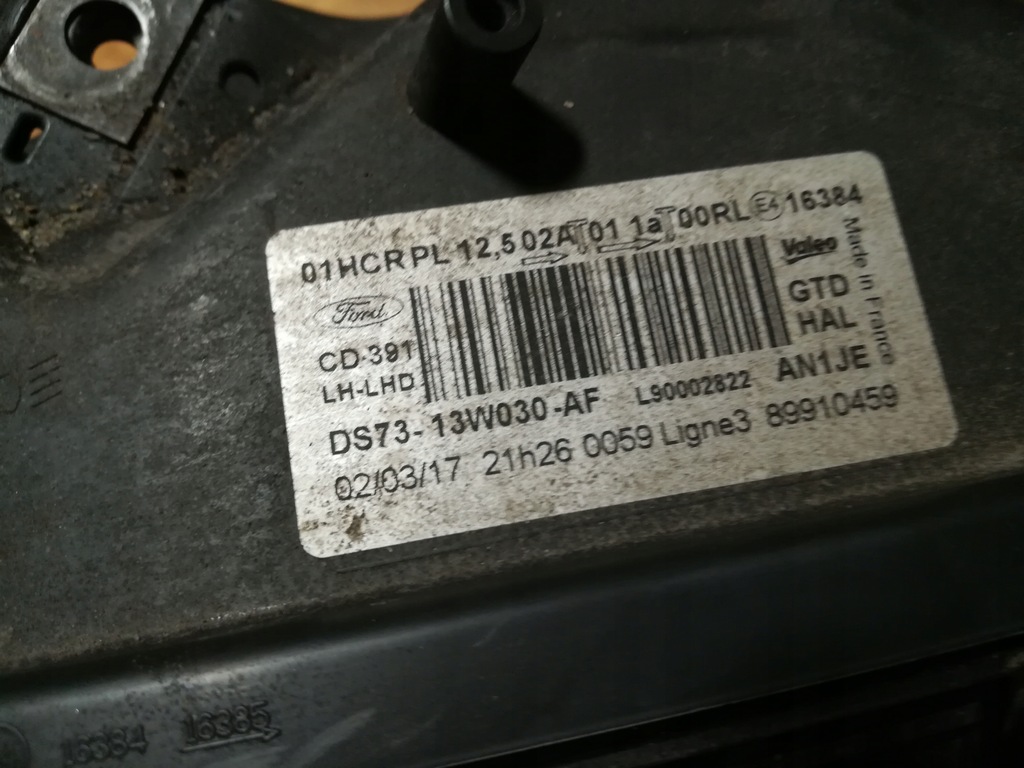 01HCRPL 12,5 02A 01 1a 00RL E4 16384
Ford
Valeo
Made in France
GTD
HAL
CD-391
LH-LHD
AN1JE
DS73-13W030-AF L90002822
02/03/17 21h26 0059 Ligne3 89910459
16384 16385